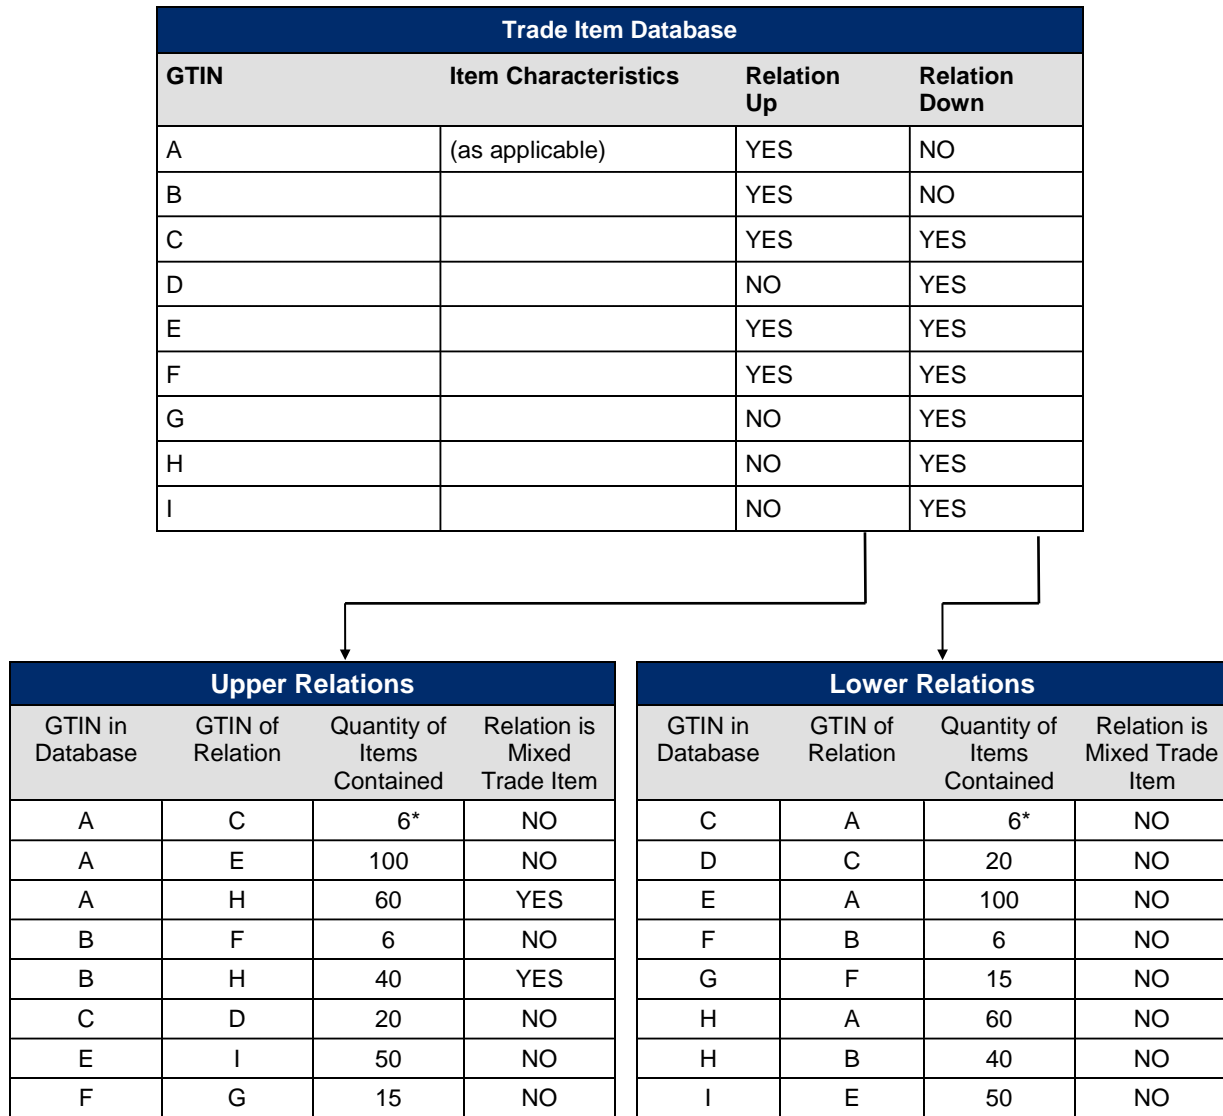 Trade Item Database
GTIN Item Characteristics Relation Relation
Up Down
A (as applicable) YES NO
B YES NO
C YES YES
D NO YES
E YES YES
F YES YES
G NO YES
H NO YES
I NO YES
Upper Relations
GTIN in GTIN of Quantity of Relation is
Database Relation Items Mixed
Contained Trade Item
A C 6* NO
A E 100 NO
A H 60 YES
B F 6 NO
B H 40 YES
C D 20 NO
E I 50 NO
F G 15 NO
Lower Relations
GTIN in GTIN of Quantity of Relation is
Database Relation Items Mixed Trade
Contained Item
C A 6* NO
D C 20 NO
E A 100 NO
F B 6 NO
G F 15 NO
H A 60 NO
H B 40 NO
I E 50 NO